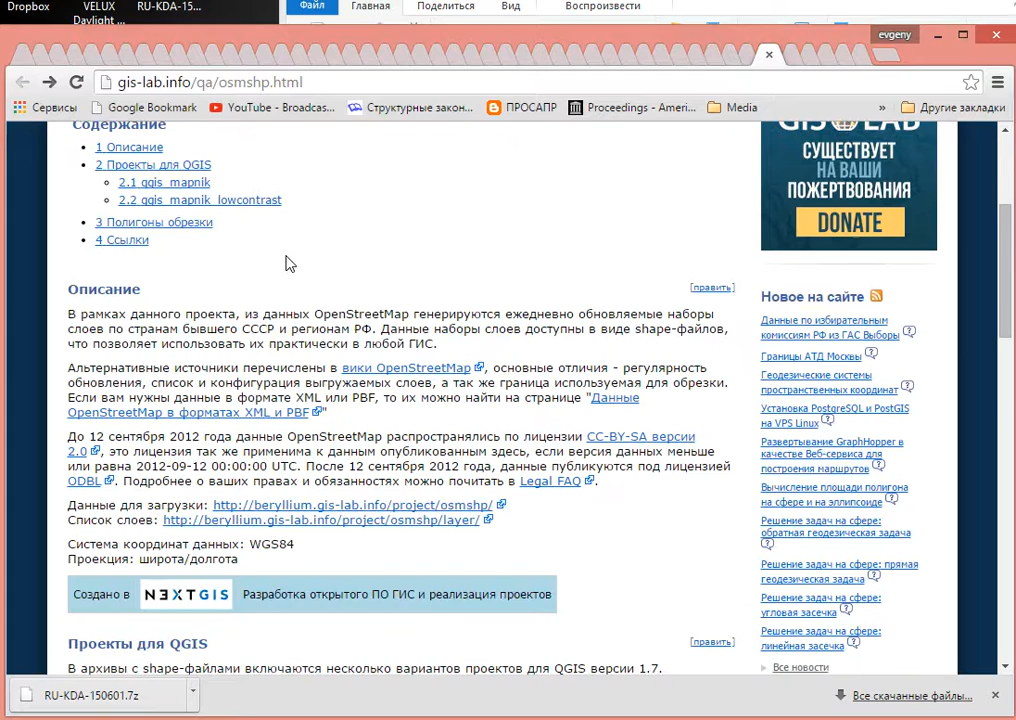 Dropbox
VELUX
Daylight ...
RU-KDA-15...
Файл
Главная
Поделиться
Вид
Воспроизвести
evgeny
gis-lab.info/qa/osmshp.html
Сервисы
Google Bookmark
YouTube - Broadcas...
Структурные закон...
ПРОСАПР
Proceedings - Ameri...
Media
»
Другие закладки
Содержание
1 Описание
2 Проекты для QGIS
2.1 qgis_mapnik
2.2 qgis_mapnik_lowcontrast
3 Полигоны обрезки
4 Ссылки
GIS LAB
СУЩЕСТВУЕТ
НА ВАШИ
ПОЖЕРТВОВАНИЯ
DONATE
Описание
[править]
В рамках данного проекта, из данных OpenStreetMap генерируются ежедневно обновляемые наборы
слоев по странам бывшего СССР и регионам РФ. Данные наборы слоев доступны в виде shape-файлов,
что позволяет использовать их практически в любой ГИС.
Альтернативные источники перечислены в вики OpenStreetMap, основные отличия - регулярность
обновления, список и конфигурация выгружаемых слоев, а так же граница используемая для обрезки.
Если вам нужны данные в формате XML или PBF, то их можно найти на странице "Данные
OpenStreetMap в форматах XML и PBF"
До 12 сентября 2012 года данные OpenStreetMap распространялись по лицензии CC-BY-SA версии
2.0, это лицензия так же применима к данным опубликованным здесь, если версия данных меньше
или равна 2012-09-12 00:00:00 UTC. После 12 сентября 2012 года, данные публикуются под лицензией
ODBL. Подробнее о ваших правах и обязанностях можно почитать в Legal FAQ.
Данные для загрузки: http://beryllium.gis-lab.info/project/osmshp/
Список слоев: http://beryllium.gis-lab.info/project/osmshp/layer/
Система координат данных: WGS84
Проекция: широта/долгота
Создано в NEXTGIS Разработка открытого ПО ГИС и реализация проектов
Проекты для QGIS
[править]
В архивы с shape-файлами включаются несколько вариантов проектов для QGIS версии 1.7.
Новое на сайте
Данные по избирательным
комиссиям РФ из ГАС Выборы
Границы АТД Москвы
Геодезические системы
пространственных координат
Установка PostgreSQL и PostGIS
на VPS Linux
Развертывание GraphHopper в
качестве Веб-сервиса для
построения маршрутов
Вычисление площади полигона
на сфере и на эллипсоиде
Решение задач на сфере:
обратная геодезическая задача
Решение задач на сфере: прямая
геодезическая задача
Решение задач на сфере:
угловая засечка
Решение задач на сфере:
линейная засечка
Все новости
RU-KDA-150601.7z
Все скачанные файлы...